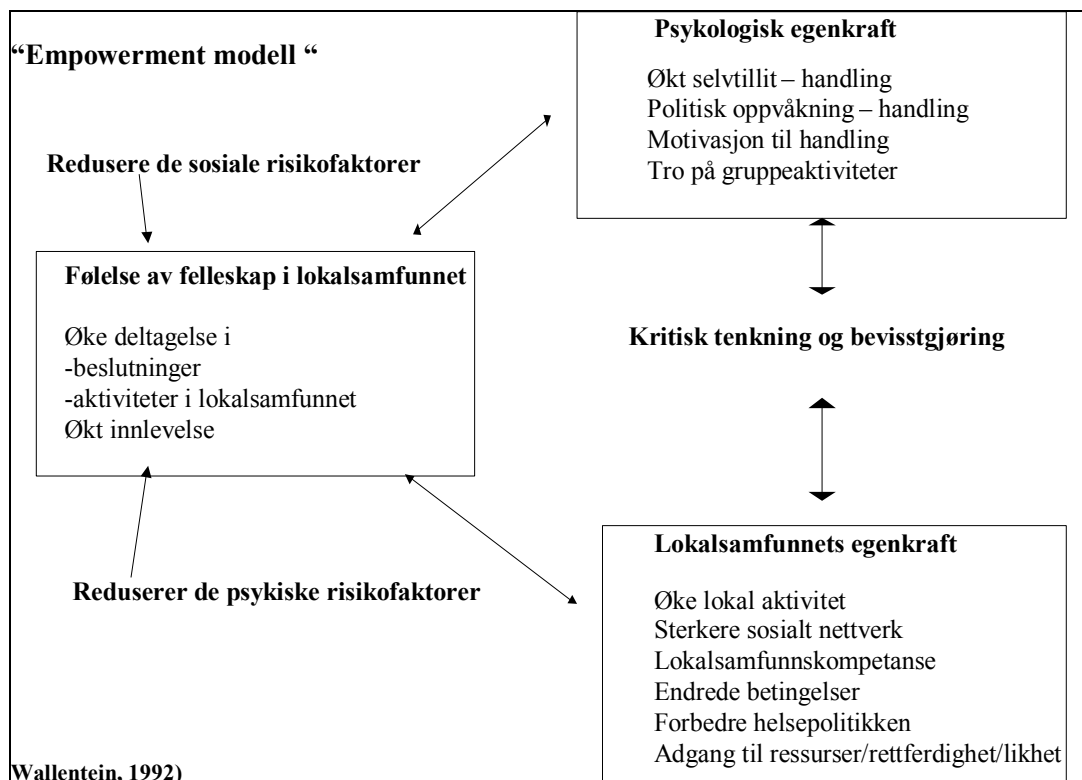 “Empowerment modell “
Redusere de sosiale risikofaktorer
Følelse av felleskap i lokalsamfunnet
Øke deltagelse i
-beslutninger
-aktiviteter i lokalsamfunnet
Økt innlevelse
Reduserer de psykiske risikofaktorer
Psykologisk egenkraft
Økt selvtillit – handling
Politisk oppvåkning – handling
Motivasjon til handling
Tro på gruppeaktiviteter
Kritisk tenkning og bevisstgjøring
Lokalsamfunnets egenkraft
Øke lokal aktivitet
Sterkere sosialt nettverk
Lokalsamfunnskompetanse
Endrede betingelser
Forbedre helsepolitikken
Adgang til ressurser/rettferdighet/likhet
Wallentein, 1992)